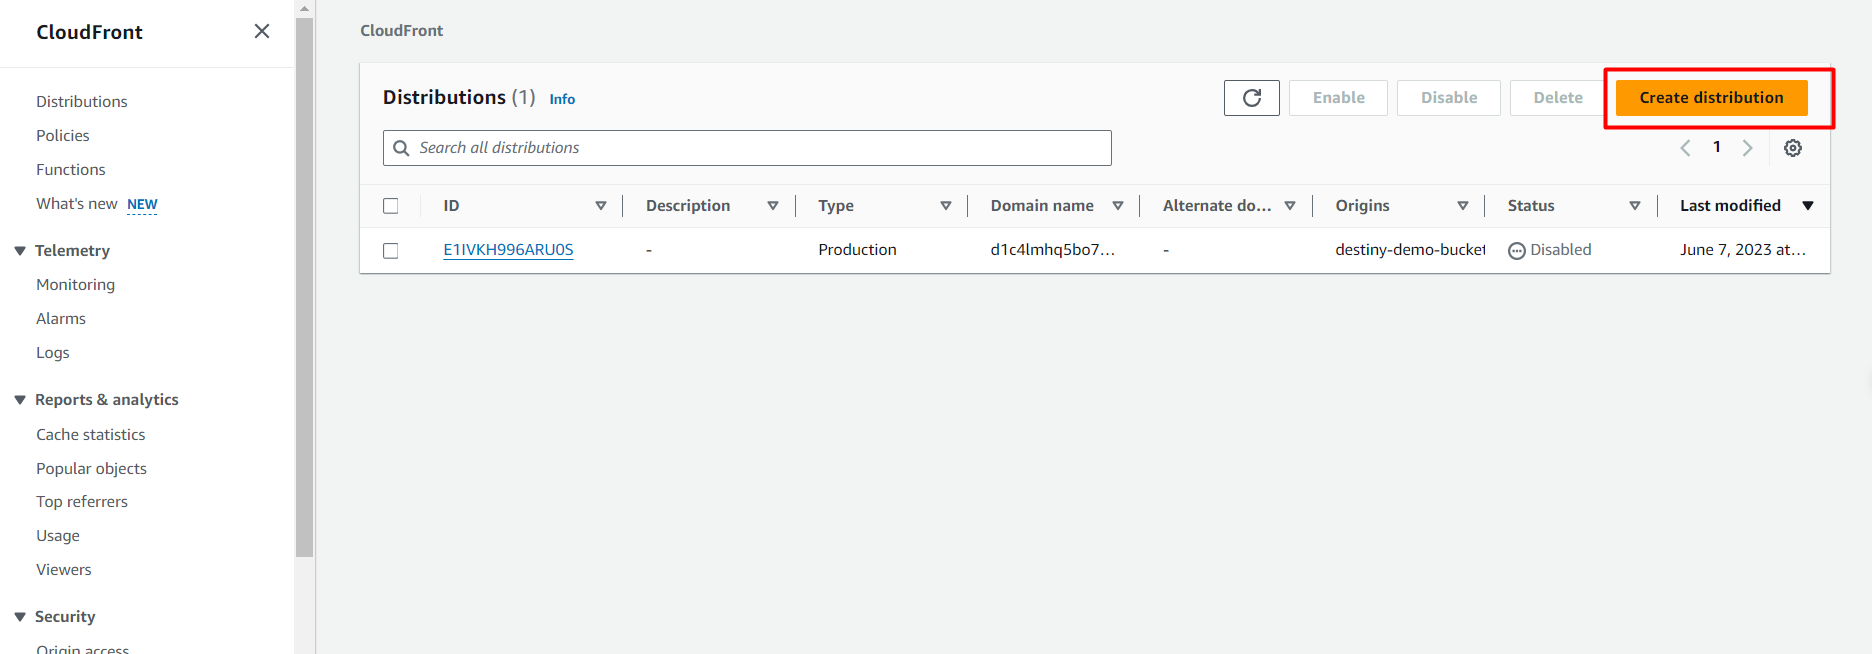 CloudFront
Distributions
Policies
Functions
What's new NEW
Telemetry
Monitoring
Alarms
Logs
Reports & analytics
Cache statistics
Popular objects
Top referrers
Usage
Viewers
Security
Origin access
CloudFront
Distributions (1) Info
Enable Disable Delete Create distribution
Search all distributions
1
ID Description Type Domain name Alternate do... Origins Status Last modified
E1IVKH996ARU0S - Production d1c4lmhq5bo7... - destiny-demo-bucket Disabled June 7, 2023 at...